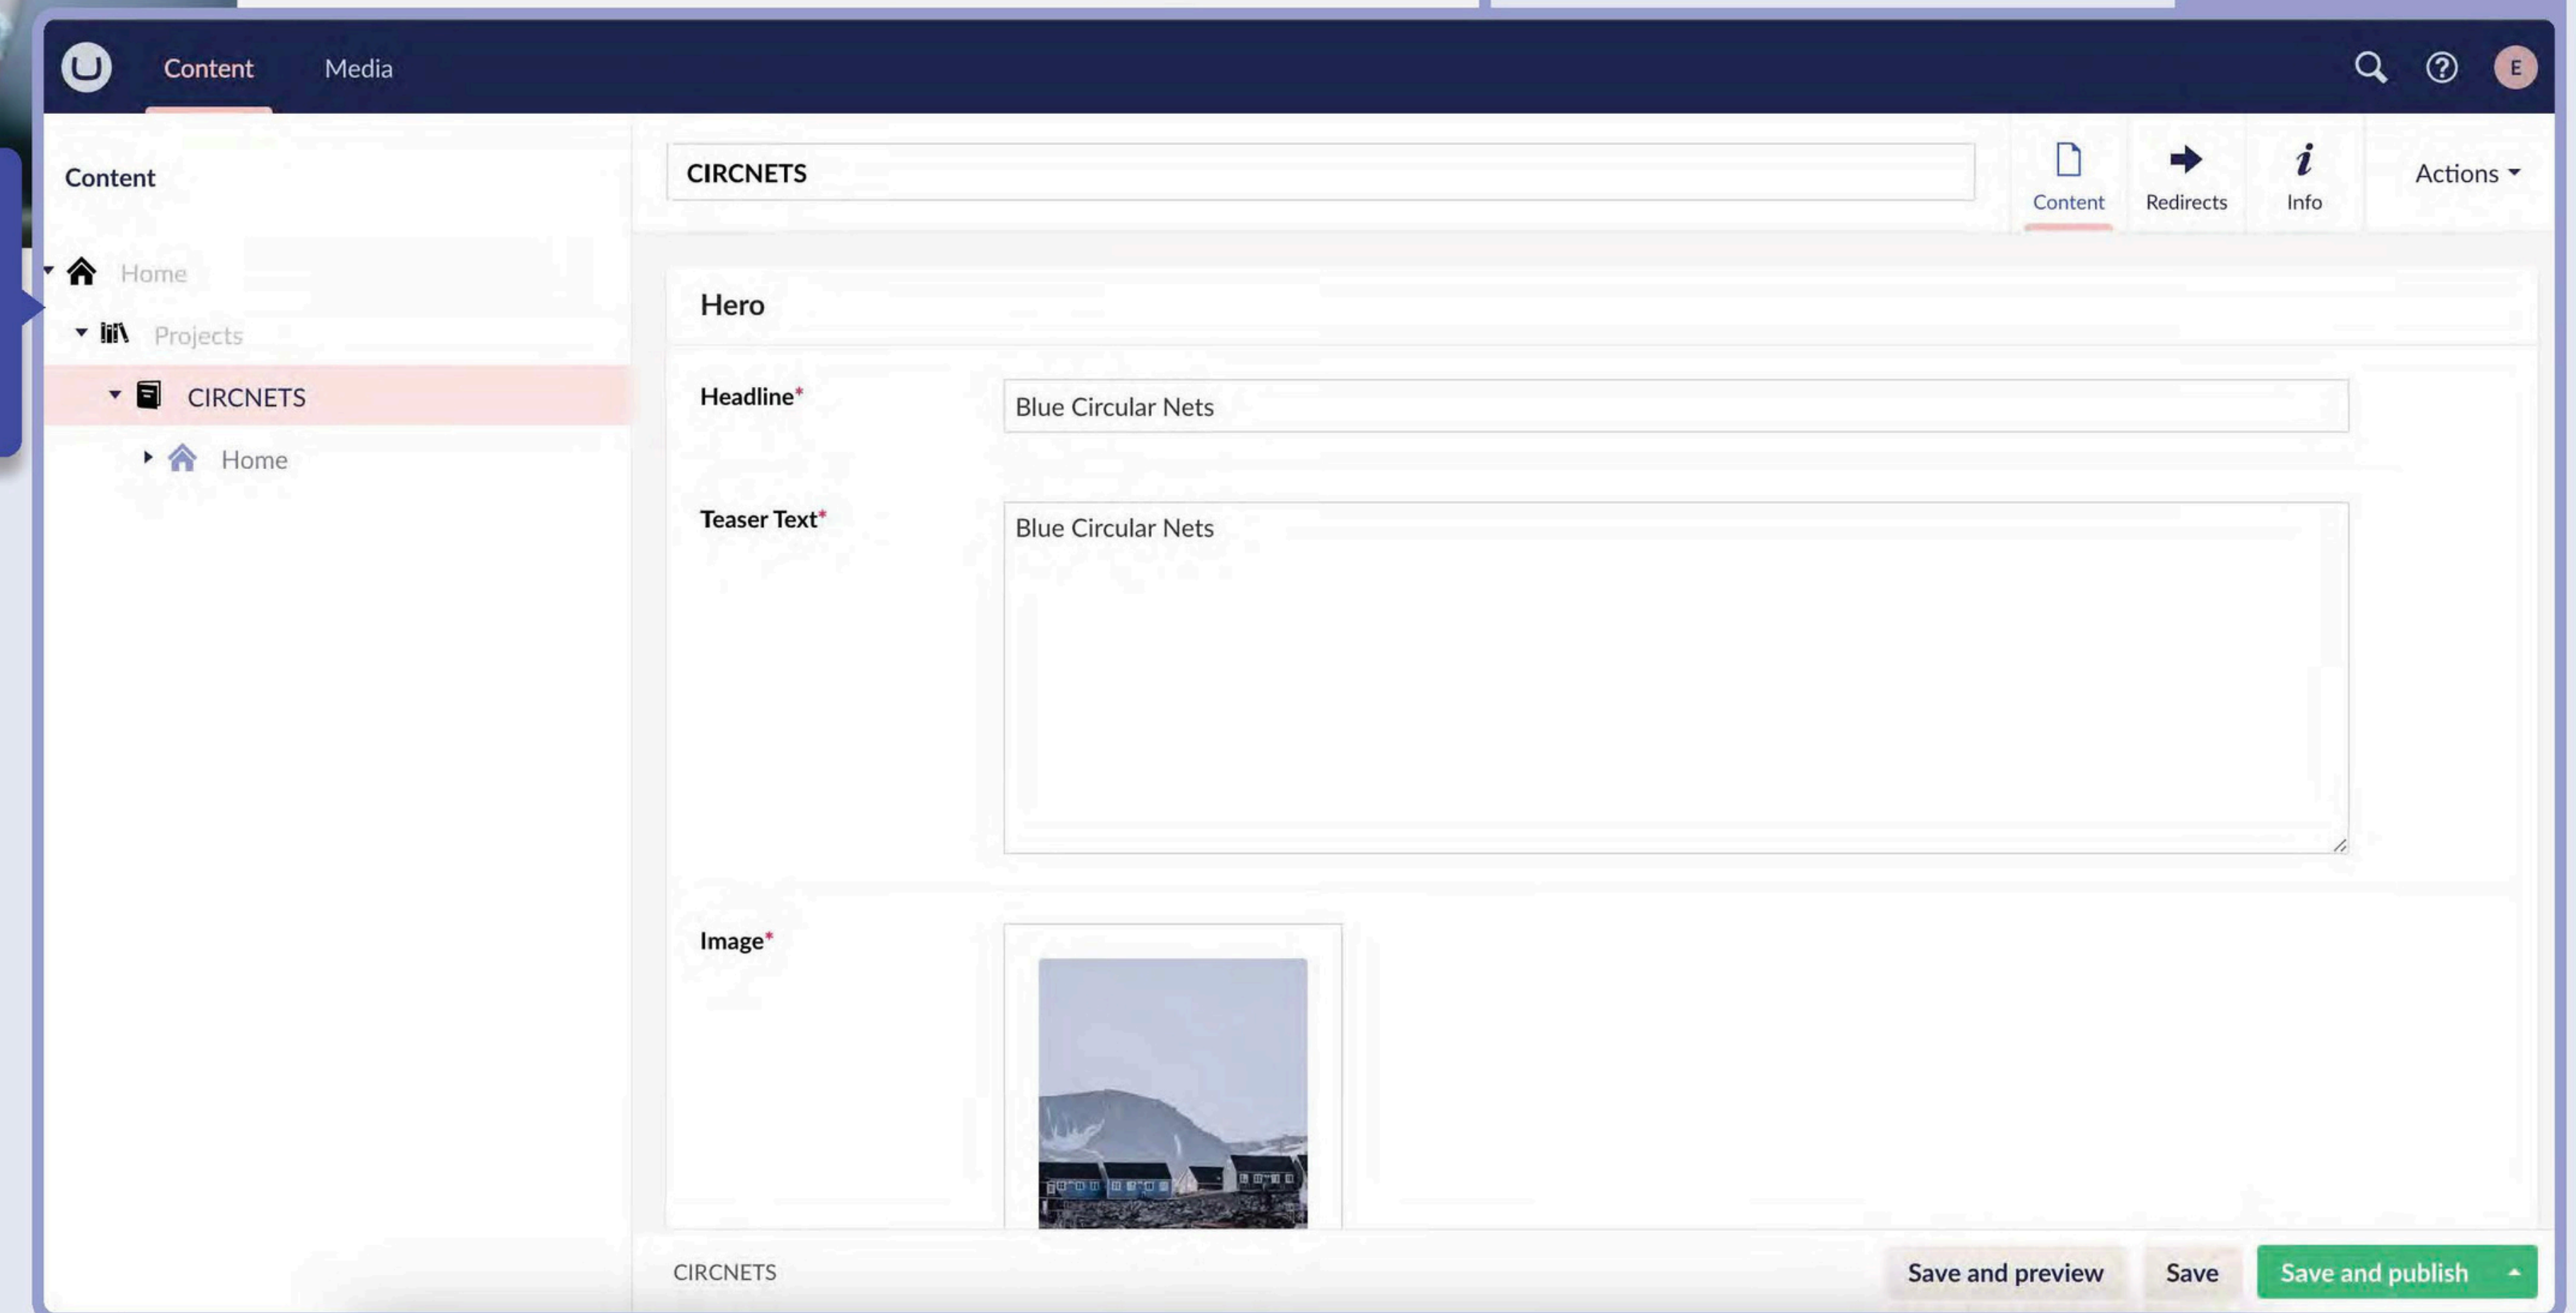 Content Media E
Content
Home
Projects
CIRCNETS
Home
CIRCNETS
Content Redirects Info Actions
Hero
Headline* Blue Circular Nets
Teaser Text* Blue Circular Nets
Image*
CIRCNETS Save and preview Save Save and publish